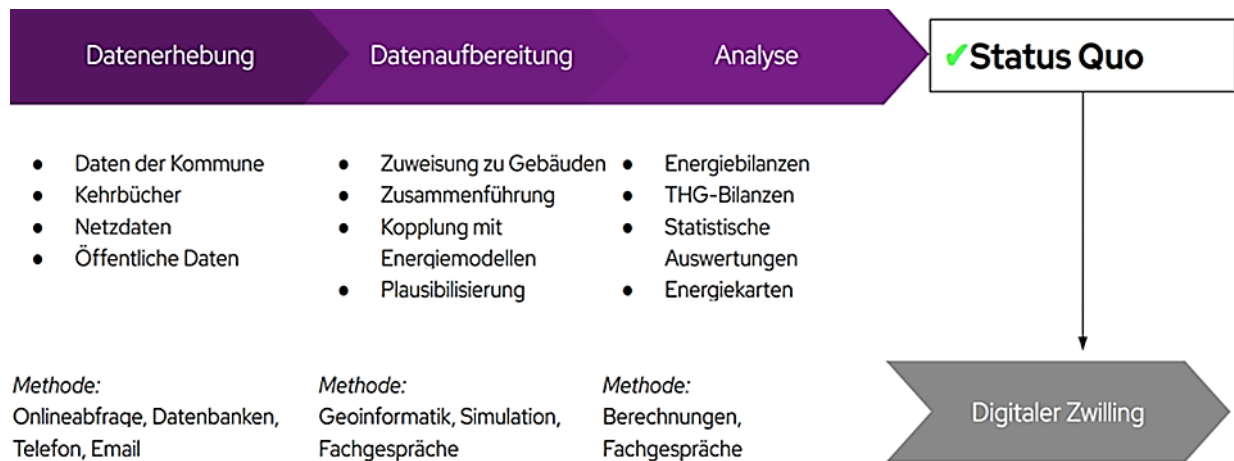 Datenerhebung
Datenaufbereitung
Analyse
✔Status Quo
● Daten der Kommune
● Kehrbücher
● Netzdaten
● Öffentliche Daten
● Zuweisung zu Gebäuden
● Zusammenführung
● Kopplung mit
Energiemodellen
● Plausibilisierung
● Energiebilanzen
● THG-Bilanzen
● Statistische
Auswertungen
● Energiekarten
Methode:
Onlineabfrage, Datenbanken,
Telefon, Email
Methode:
Geoinformatik, Simulation,
Fachgespräche
Methode:
Berechnungen,
Fachgespräche
Digitaler Zwilling